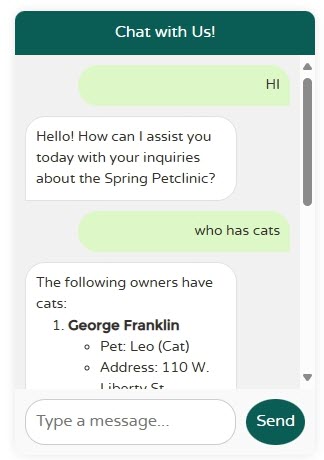 Chat with Us!
HI
Hello! How can I assist you
today with your inquiries
about the Spring Petclinic?
who has cats
The following owners have
cats:
1. George Franklin
Pet: Leo (Cat)
Address: 110 W.
Liberty St
Type a message...
Send